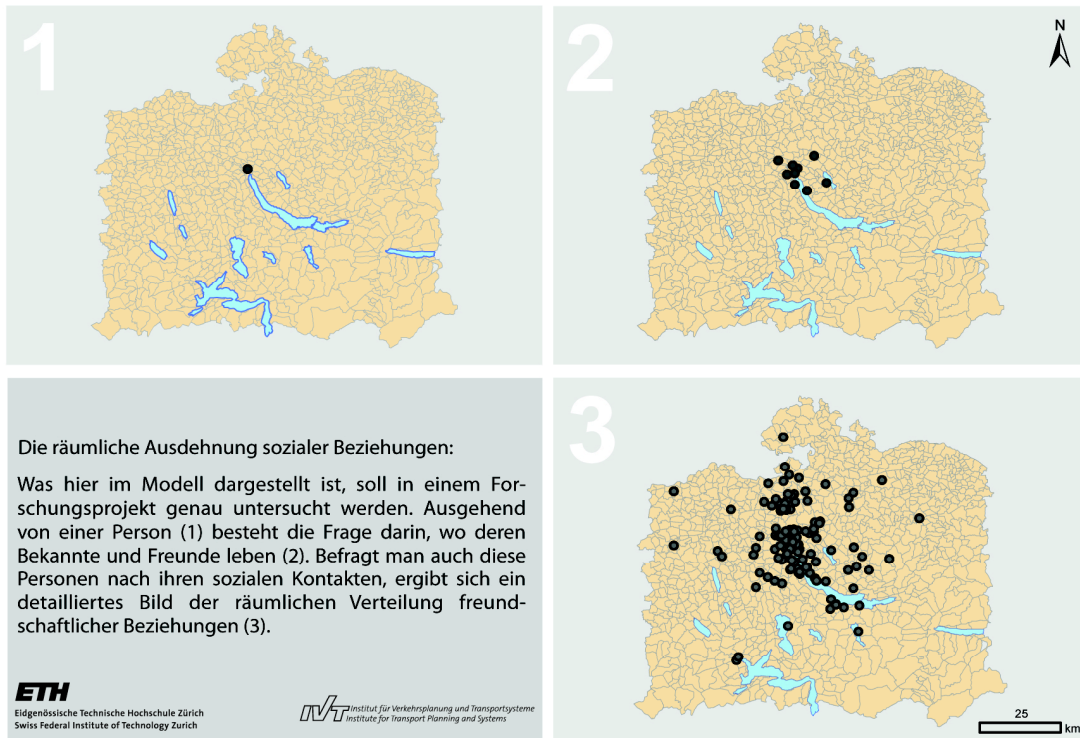 1
2
N
Die räumliche Ausdehnung sozialer Beziehungen:
Was hier im Modell dargestellt ist, soll in einem For-
schungsprojekt genau untersucht werden. Ausgehend
von einer Person (1) besteht die Frage darin, wo deren
Bekannte und Freunde leben (2). Befragt man auch diese
Personen nach ihren sozialen Kontakten, ergibt sich ein
detailliertes Bild der räumlichen Verteilung freund-
schaftlicher Beziehungen (3).
ETH
Eidgenössische Technische Hochschule Zürich
Swiss Federal Institute of Technology Zurich
IVT
Institut für Verkehrsplanung und Transportsysteme
Institute for Transport Planning and Systems
3
25
km